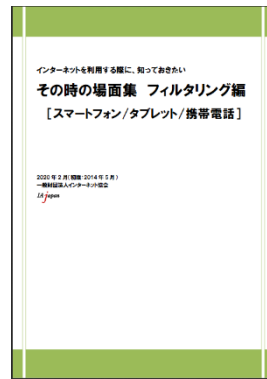 インターネットを利用する際に、知っておきたい
その時の場面集 フィルタリング編
[スマートフォン/タブレット/携帯電話]
2020年2月(初版:2014年5月)
一般財団法人インターネット協会
IAjapan